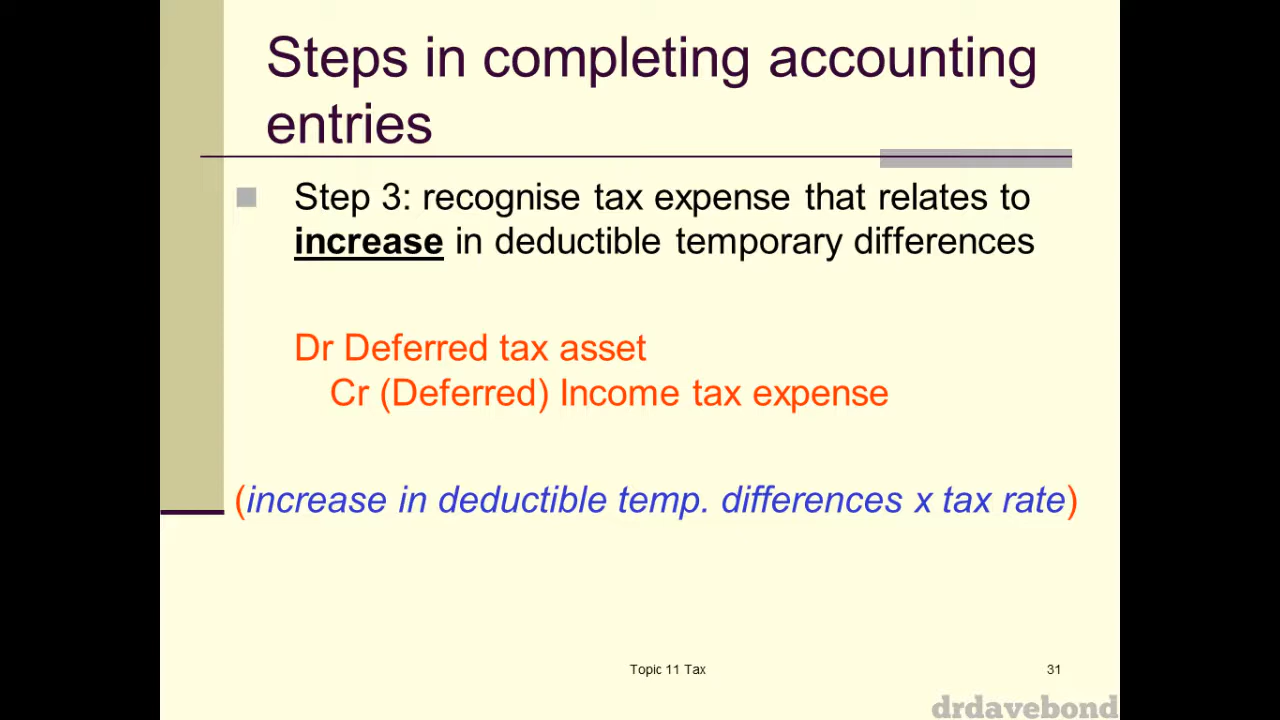 Steps in completing accounting
entries
Step 3: recognise tax expense that relates to
increase in deductible temporary differences
Dr Deferred tax asset
Cr (Deferred) Income tax expense
(increase in deductible temp. differences x tax rate)
Topic 11 Tax
31
drdavebond